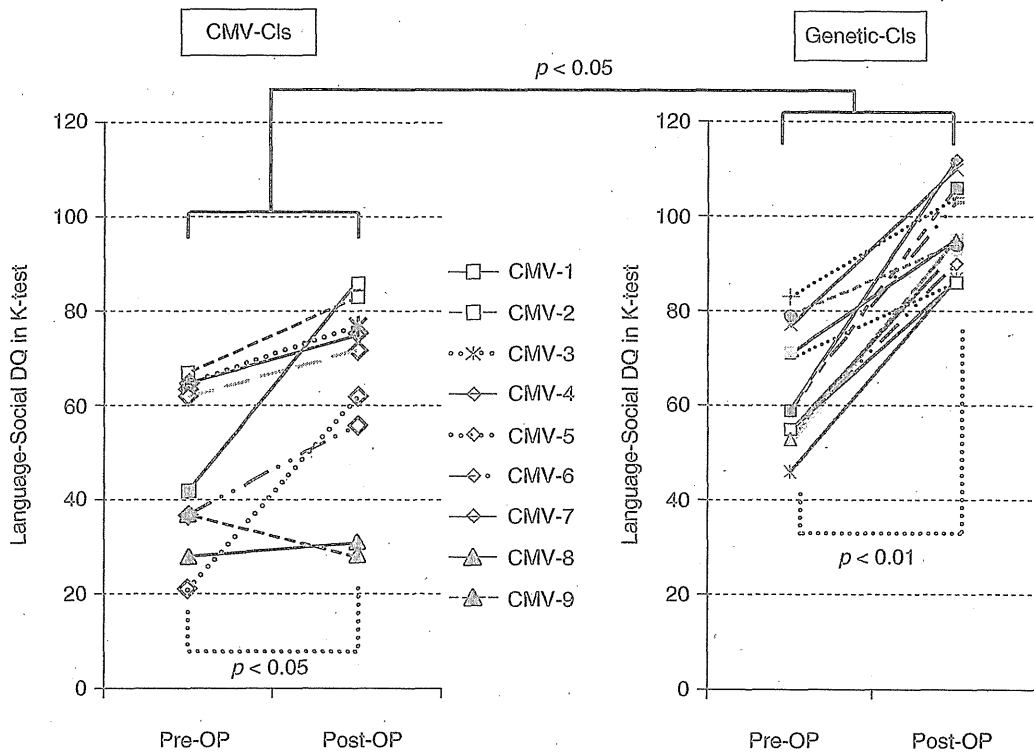 CMV-CIs
Genetic-CIs
p < 0.05
Language-Social DQ in K-test
120
100
80
60
40
20
0
Pre-OP
Post-OP
p < 0.05
CMV-1
CMV-2
CMV-3
CMV-4
CMV-5
CMV-6
CMV-7
CMV-8
CMV-9
Language-Social DQ in K-test
120
100
80
60
40
20
0
Pre-OP
Post-OP
p < 0.01